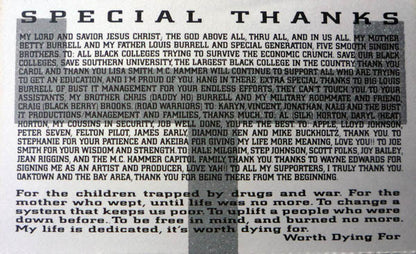 SPECIAL THANKS
MY LORD AND SAVIOR JESUS CHRIST; THE GOD ABOVE ALL, THRU ALL, AND IN US ALL. MY MOTHER
BETTY BURRELL AND MY FATHER LOUIS BURRELL AND SPECIAL GENERATION, FIVE SMOOTH SINGING
BROTHERS. TO: ALL BLACK COLLEGES TRYING TO SURVIVE THE ECONOMY CRUNCH. SAVE OUR BLACK
COLLEGES, SAVE SOUTHERN UNIVERSITY, THE LARGEST BLACK COLLEGE IN THE COUNTRY. THANK YOU
CAROL AND THANK YOU LISA SMITH. M.C. HAMMER WILL CONTINUE TO SUPPORT ALL WHO ARE TRYING
TO GET AN EDUCATION, AND I'M PROUD OF YOU. HANG IN THERE! EXTRA SPECIAL THANKS TO BIG LOUIS
BURRELL OF BUST IT MANAGEMENT FOR YOUR ENDLESS EFFORTS, THEY CAN'T TOUCH YOU. TO YOUR
ASSISTANTS, MY BROTHER CHRIS (DADDY HO) BURRELL AND MY MILITARY ROOMMATE AND FRIEND,
CRAIG (BLACK BERRY) BROOKS. (ROAD WARRIORS) TO: KARYN, VINCENT, JONATHAN, KALO AND THE BUST
IT PRODUCTIONS MANAGEMENT AND FAMILIES, THANKS MUCH. TO: AL (SILK) HORTON, DARYL (HEAT)
HORTON, MY COUSINS IN SECURITY, JOB WELL DONE, YOU'RE THE BEST! TO: APPLE, LLOYD JOHNSON,
PETER SEVEN, FELTON PILOT, JAMES EARLY, DIAMOND KEN AND MIKE BUCKHOLTZ, THANK YOU. TO
STEPHANIE FOR YOUR PATIENCE AND AKEIBA FOR GIVING MY LIFE MORE MEANING, LOVE YOU!! TO JOE
SMITH FOR YOUR WISDOM AND STRENGTH. TO: HALE MILGRIM, STEP JOHNSON, SCOTT FOLKS, JOY BAILEY,
JEAN RIGGINS, AND THE M.C. HAMMER CAPITOL FAMILY, THANK YOU. THANKS TO WAYNE EDWARDS FOR
SIGNING ME AS AN ARTIST AND PRODUCER, LOVE YAH!! TO ALL MY SUPPORTERS, I TRULY THANK YOU.
OAKTOWN AND THE BAY AREA, THANK YOU FOR BEING THERE FROM THE BEGINNING.
For the children trapped by drugs and war. For the
mother who wept, until life was no more. To change a
system that keeps us poor. To uplift a people who were
down before. To be free in mind, and burned no more.
My life is dedicated, it's worth dying for.
Worth Dying For